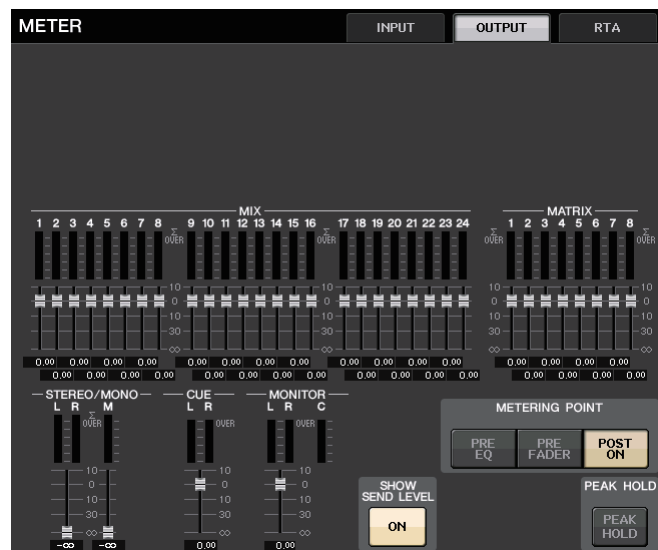 METER INPUT OUTPUT RTA
MIX MATRIX
1 2 3 4 5 6 7 8 9 10 11 12 13 14 15 16 17 18 19 20 21 22 23 24 1 2 3 4 5 6 7 8
Σ Σ Σ Σ
OVER OVER OVER OVER
10 10 10 10
0 0 0 0
10 10 10 10
30 30 30 30
∞ ∞ ∞ ∞
0.00 0.00 0.00 0.00 0.00 0.00 0.00 0.00 0.00 0.00 0.00 0.00 0.00 0.00 0.00 0.00
0.00 0.00 0.00 0.00 0.00 0.00 0.00 0.00 0.00 0.00 0.00 0.00 0.00 0.00 0.00 0.00
STEREO/MONO CUE MONITOR
L R M L R L R C
Σ
OVER OVER OVER
10 10 10
0 0 0
10 10 10
30 30 30
∞ ∞ ∞
-∞ -∞ 0.00 0.00
METERING POINT
PRE EQ
PRE FADER
POST ON
SHOW
SEND LEVEL
ON
PEAK HOLD
PEAK
HOLD